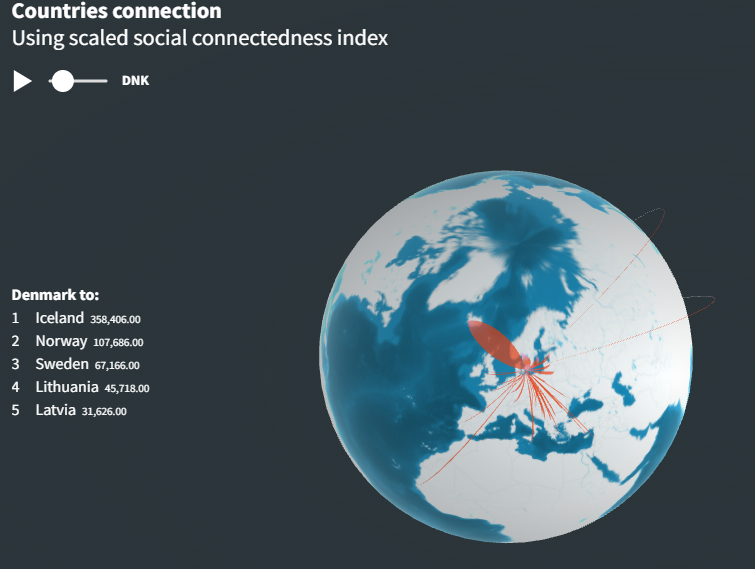 Countries connection
Using scaled social connectedness index
DNK
Denmark to:
1 Iceland 358,406.00
2 Norway 107,686.00
3 Sweden 67,166.00
4 Lithuania 45,718.00
5 Latvia 31,626.00